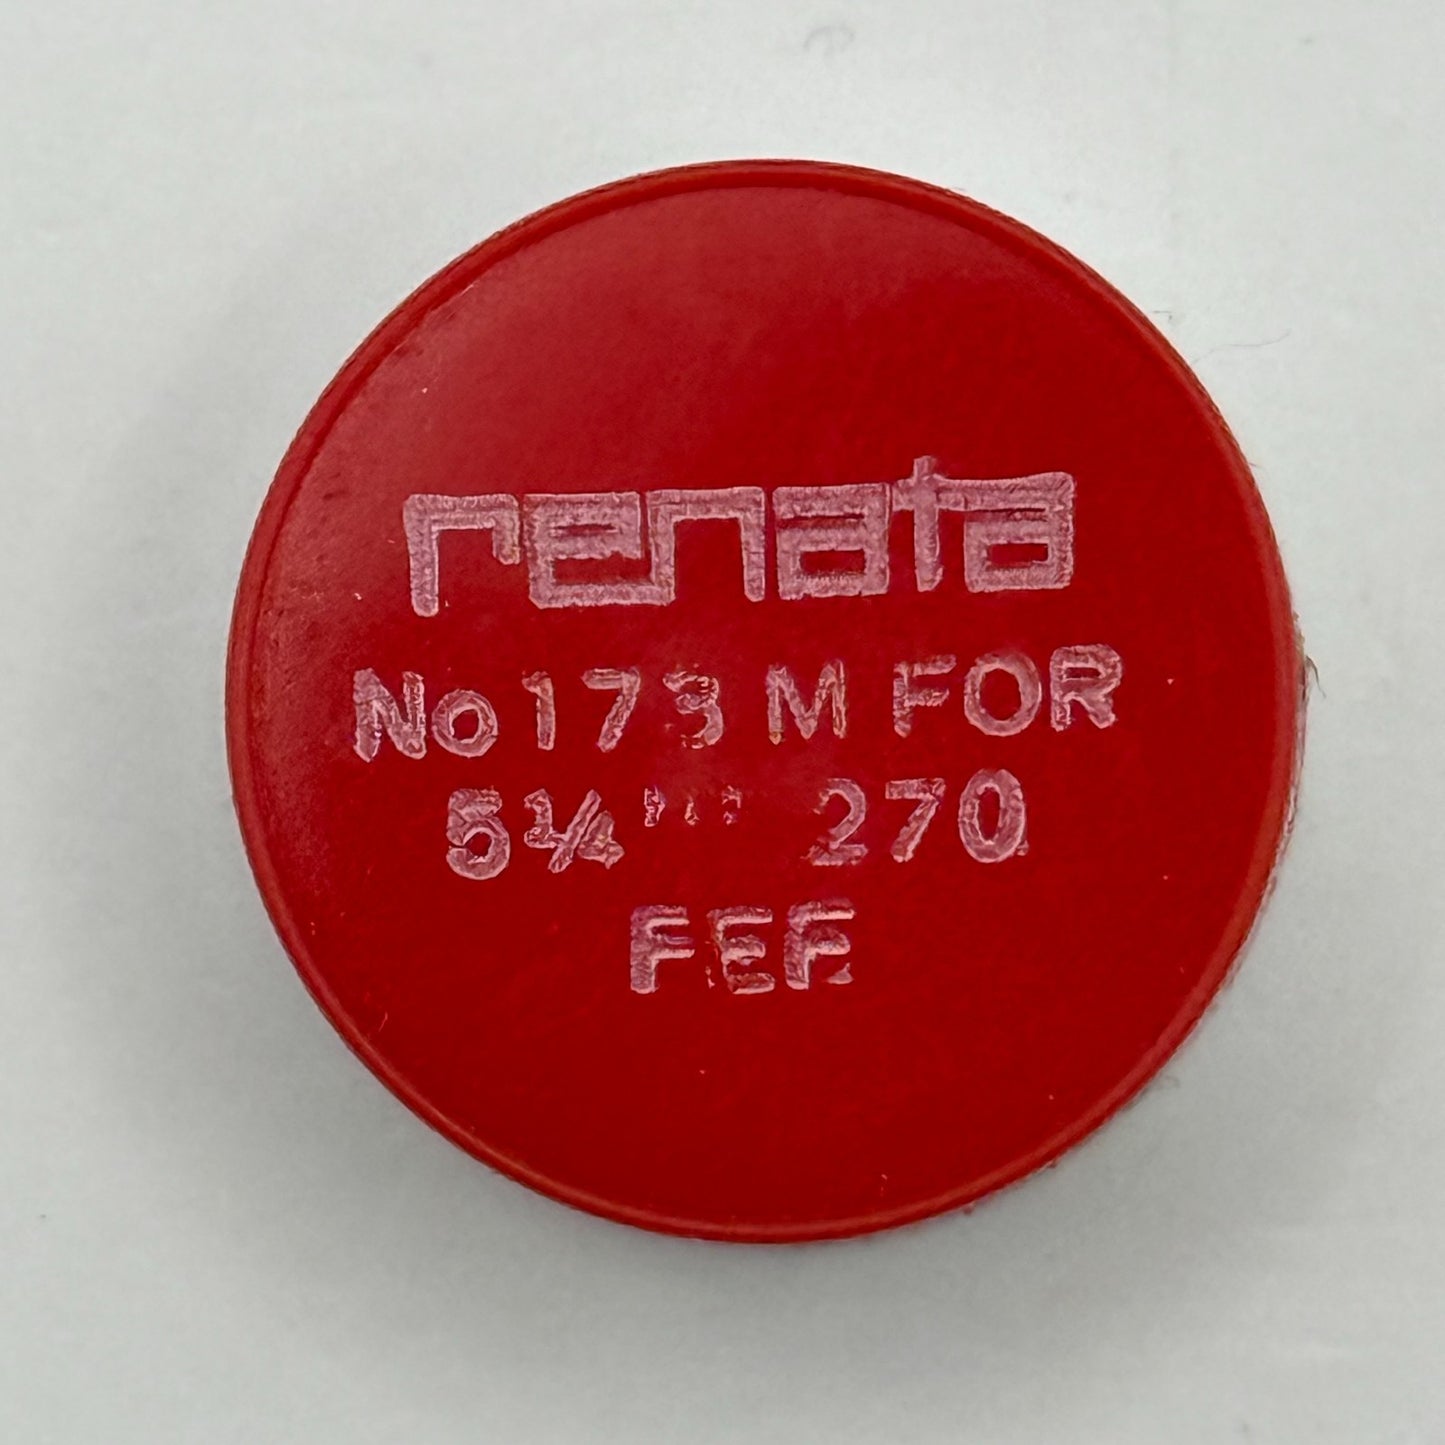 renata
No 173 M FOR
5¼''' 270
FEF